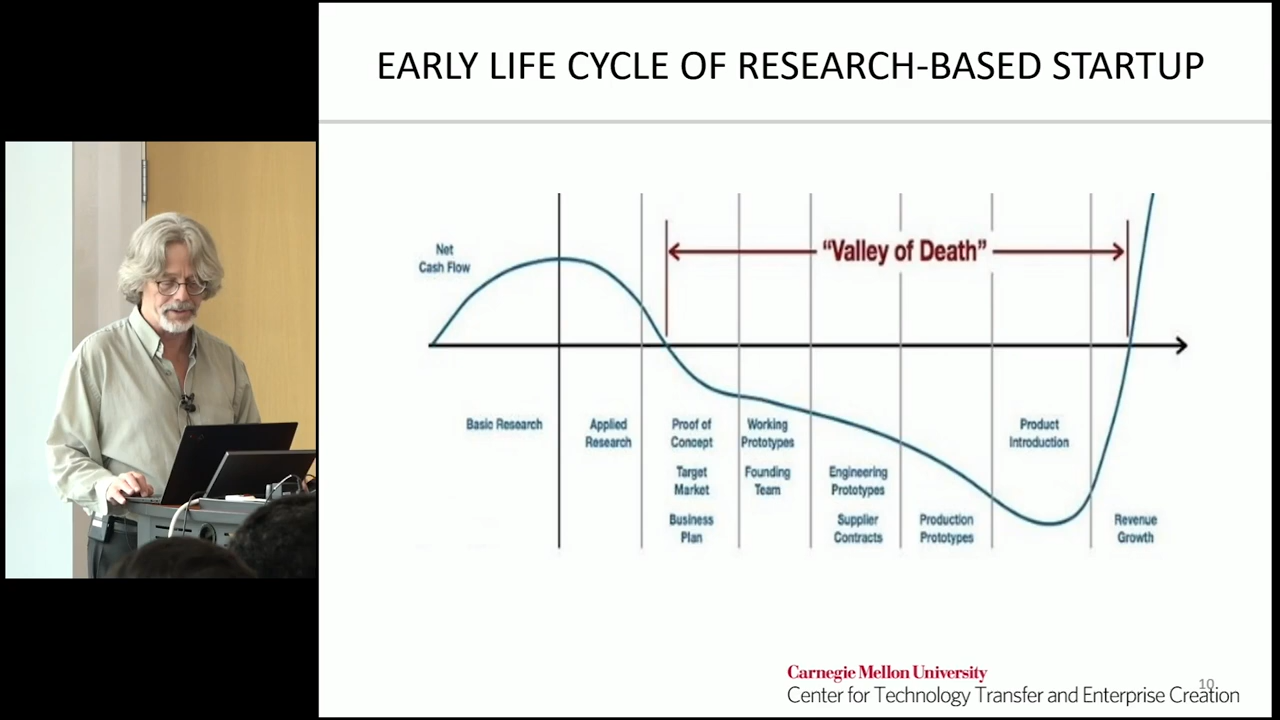 EARLY LIFE CYCLE OF RESEARCH-BASED STARTUP
Net
Cash Flow
“Valley of Death”
Basic Research
Applied
Research
Proof of
Concept
Target
Market
Business
Plan
Working
Prototypes
Founding
Team
Engineering
Prototypes
Supplier
Contracts
Production
Prototypes
Product
Introduction
Revenue
Growth
Carnegie Mellon University
Center for Technology Transfer and Enterprise Creation
10